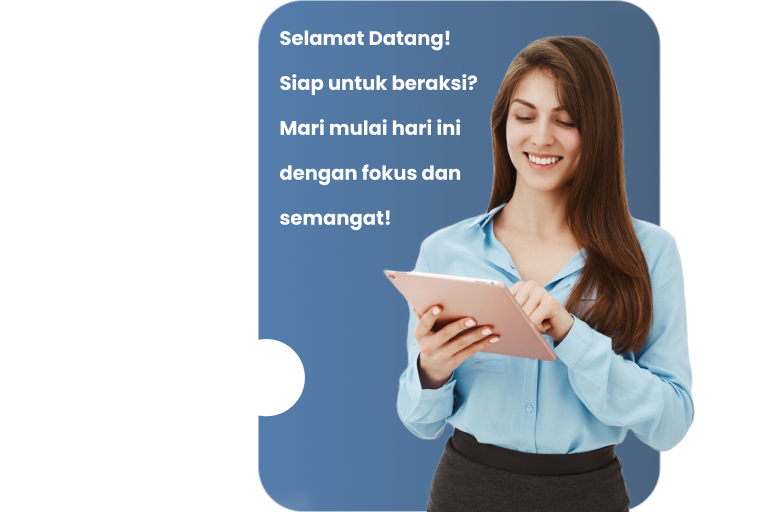 Selamat Datang!
Siap untuk beraksi?
Mari mulai hari ini
dengan fokus dan
semangat!